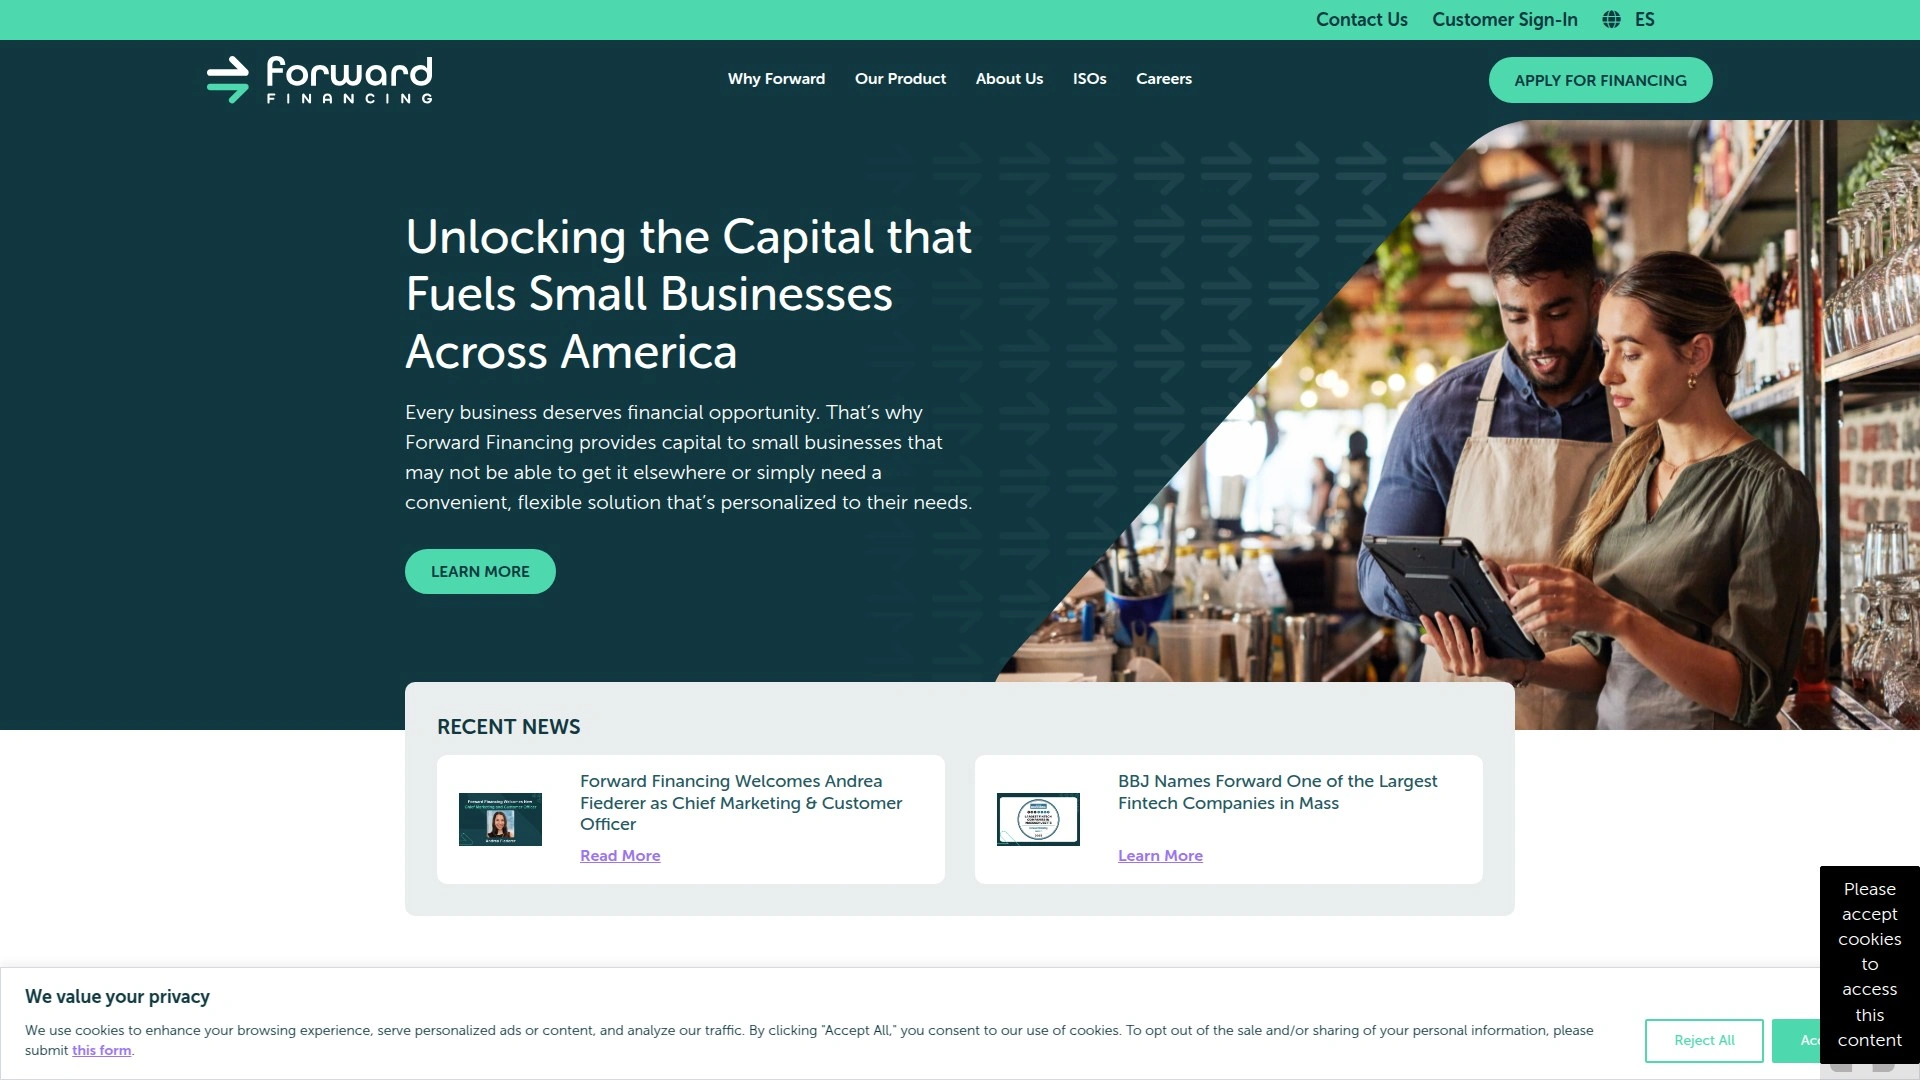 Contact Us
Customer Sign-In
ES
forward
FINANCING
Why Forward
Our Product
About Us
ISOs
Careers
APPLY FOR FINANCING
Unlocking the Capital that
Fuels Small Businesses
Across America
Every business deserves financial opportunity. That’s why
Forward Financing provides capital to small businesses that
may not be able to get it elsewhere or simply need a
convenient, flexible solution that’s personalized to their needs.
LEARN MORE
RECENT NEWS
Forward Financing Welcomes Andrea
Fiederer as Chief Marketing & Customer
Officer
Read More
BBJ Names Forward One of the Largest
Fintech Companies in Mass
Learn More
Please
accept
cookies
to
access
this
content
We value your privacy
We use cookies to enhance your browsing experience, serve personalized ads or content, and analyze our traffic. By clicking "Accept All," you consent to our use of cookies. To opt out of the sale and/or sharing of your personal information, please
submit this form.
Reject All